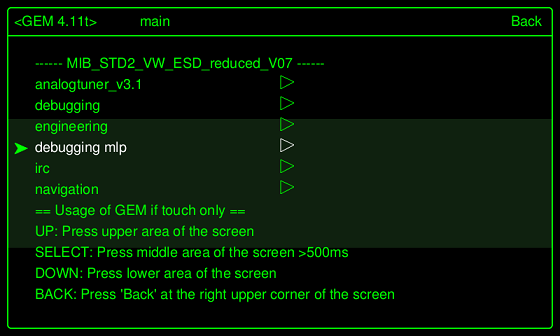 <GEM 4.11t> main Back
------ MIB_STD2_VW_ESD_reduced_V07 ------
analogtuner_v3.1
debugging
engineering
debugging mlp
irc
navigation
== Usage of GEM if touch only ==
UP: Press upper area of the screen
SELECT: Press middle area of the screen >500ms
DOWN: Press lower area of the screen
BACK: Press 'Back' at the right upper corner of the screen